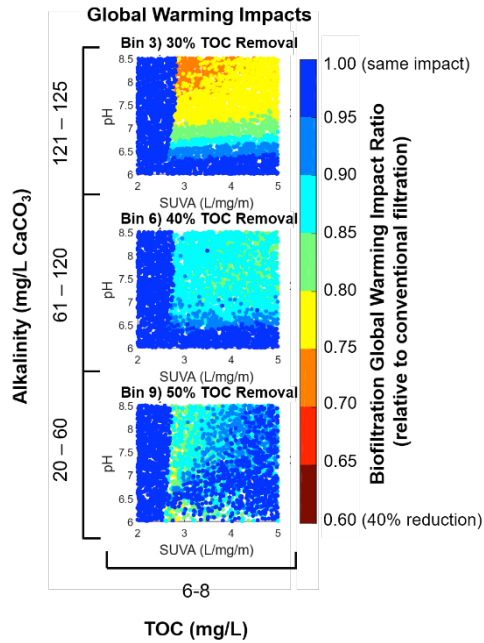 Global Warming Impacts
Bin 3) 30% TOC Removal
8.5
8
7.5
7
6.5
6
pH
2 3 4 5
SUVA (L/mg/m)
121 – 125
Bin 6) 40% TOC Removal
8.5
8
7.5
7
6.5
6
pH
2 3 4 5
SUVA (L/mg/m)
61 – 120
Bin 9) 50% TOC Removal
8.5
8
7.5
7
6.5
6
pH
2 3 4 5
SUVA (L/mg/m)
20 – 60
Alkalinity (mg/L CaCO3)
6-8
TOC (mg/L)
1.00 (same impact)
0.95
0.90
0.85
0.80
0.75
0.70
0.65
0.60 (40% reduction)
Biofiltration Global Warming Impact Ratio
(relative to conventional filtration)